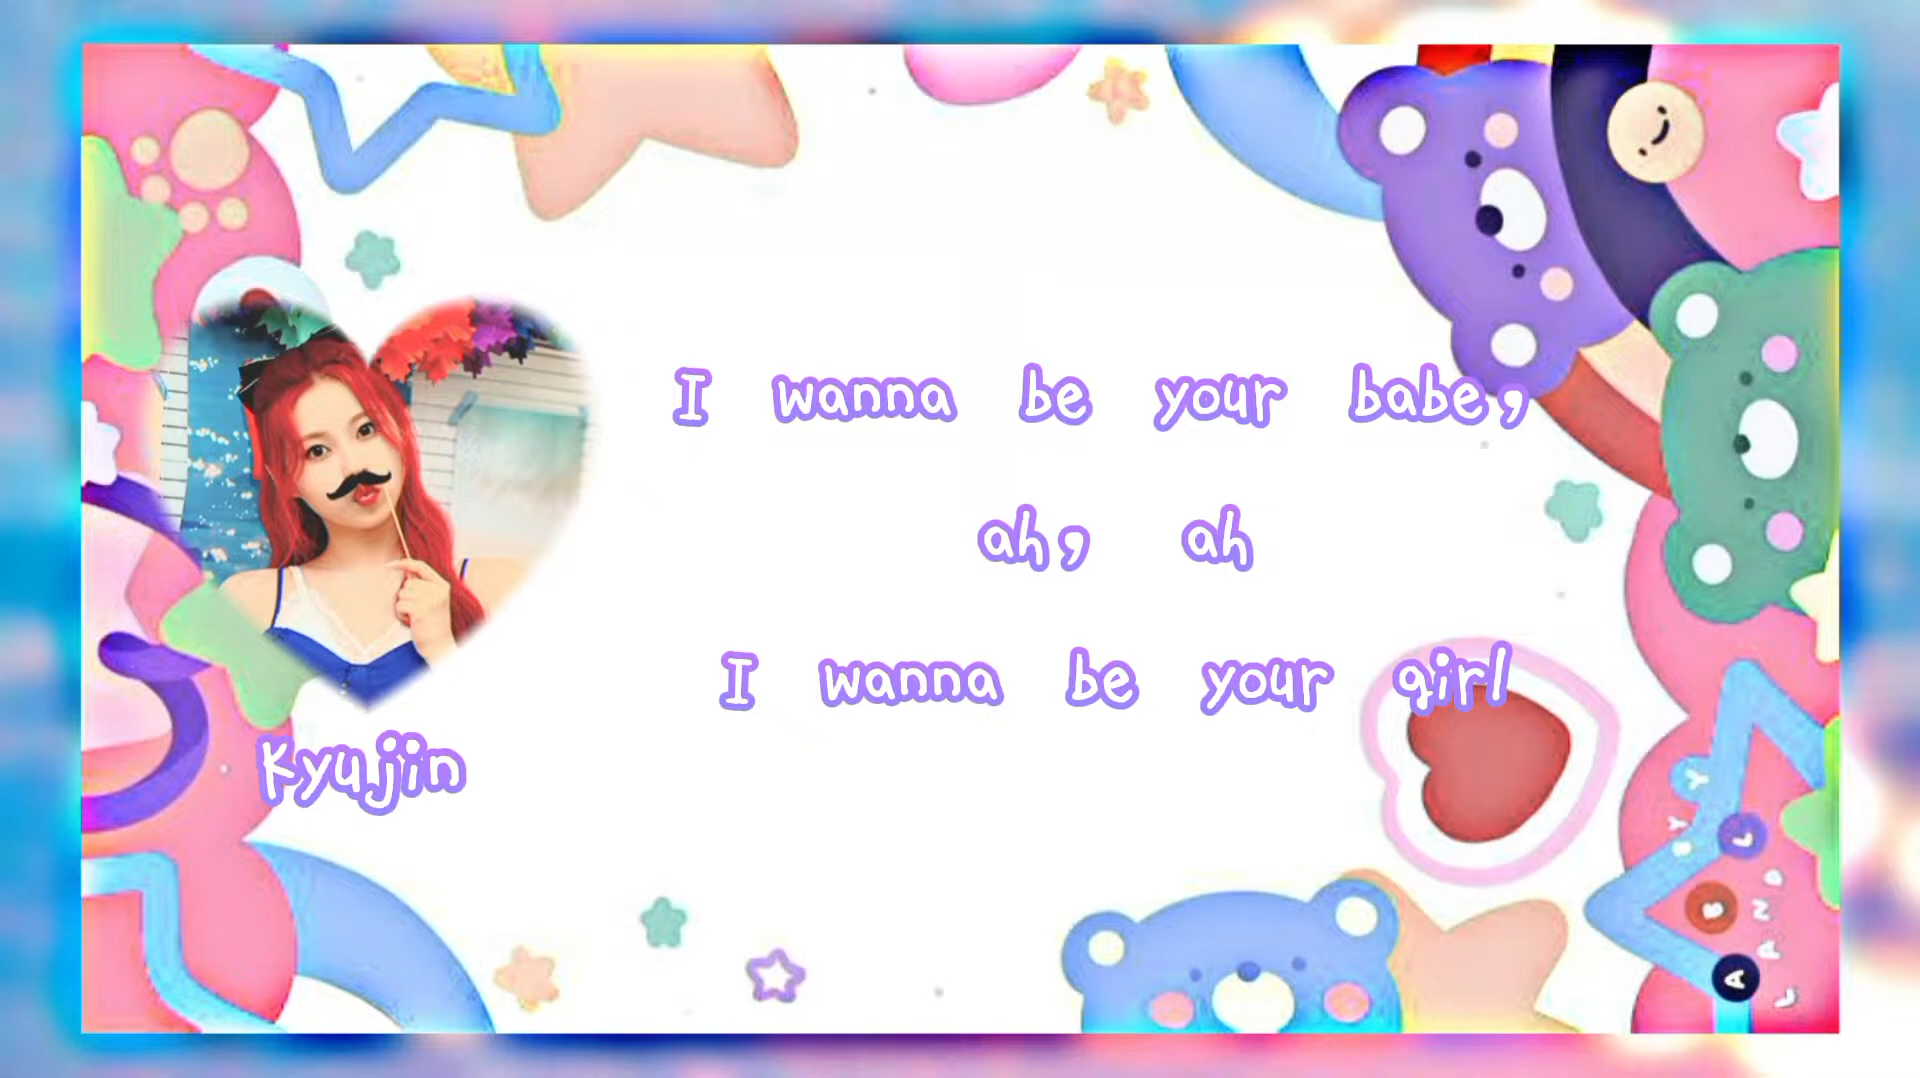 I wanna be your babe,
ah, ah
I wanna be your girl
Kyujin